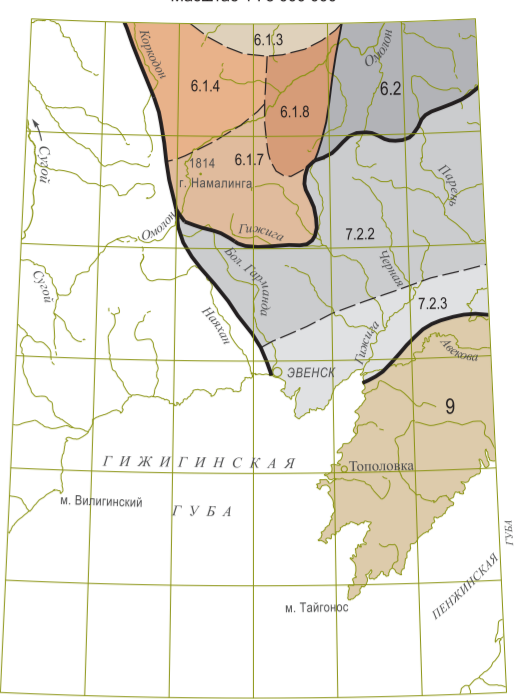 6.1.3
Коркодон
Омолон
6.1.4
6.2
6.1.8
Сугой
1814
6.1.7
г. Намалинга
Парень
Омолон
Гижига
7.2.2
Бол. Гарманда
Черная
Сугой
7.2.3
Наяхан
Гижига
Авекова
ЭВЕНСК
9
ГИЖИГИНСКАЯ
Тополовка
м. Вилигинский
ГУБА
ГУБА
ПЕНЖИНСКАЯ
м. Тайгонос